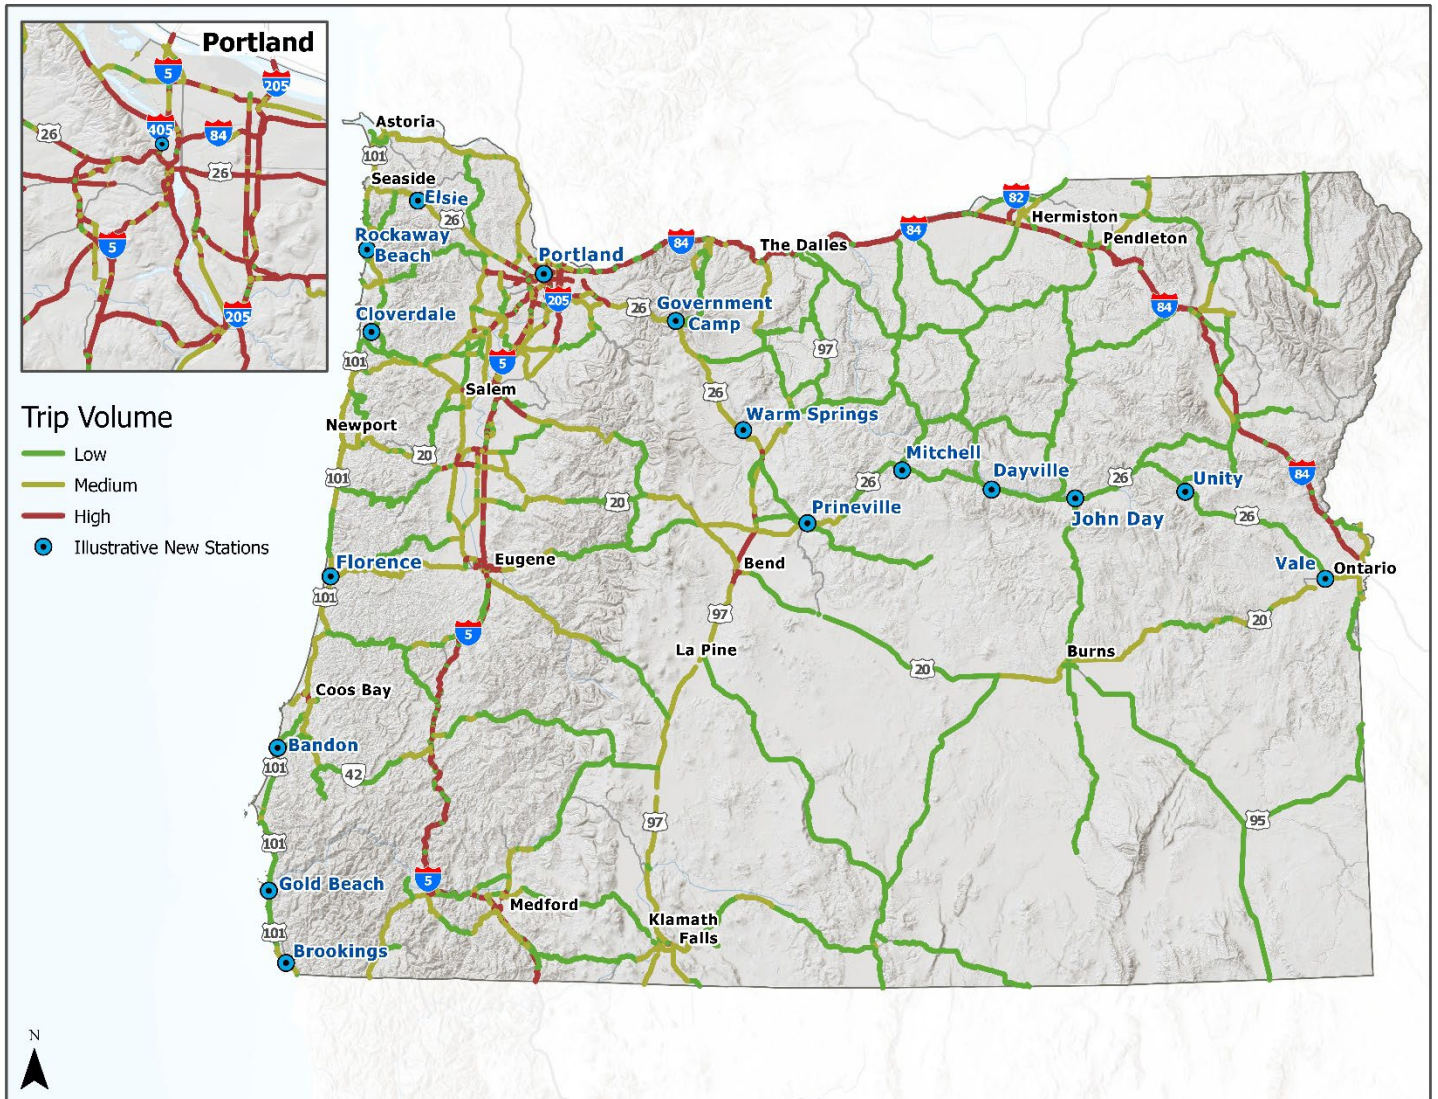 Portland
5
205
405
26
84
26
5
205
Trip Volume
Low
Medium
High
Illustrative New Stations
N
Astoria
101
Seaside
Elsie
26
Rockaway
Beach
Portland
84
The Dalles
84
82
Hermiston
Pendleton
205
26
Government
Camp
84
Cloverdale
101
5
97
Salem
26
Newport
20
Warm Springs
101
Mitchell
26
Dayville
26
Unity
84
20
Prineville
John Day
26
Florence
Eugene
Bend
Vale
Ontario
101
5
97
20
La Pine
Burns
20
Coos Bay
Bandon
101
42
97
95
101
Gold Beach
5
Medford
Klamath
Falls
101
Brookings